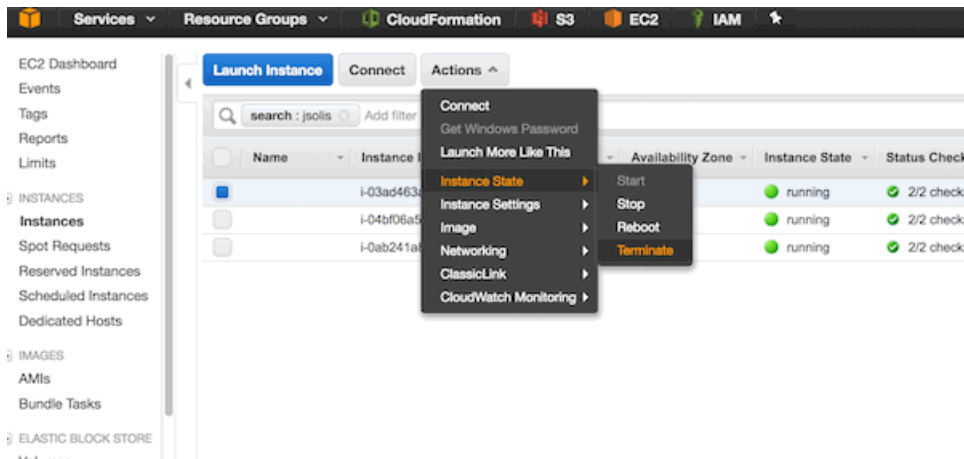 Services Resource Groups CloudFormation S3 EC2 IAM
EC2 Dashboard
Events
Tags
Reports
Limits
INSTANCES
Instances
Spot Requests
Reserved Instances
Scheduled Instances
Dedicated Hosts
IMAGES
AMIs
Bundle Tasks
ELASTIC BLOCK STORE
Launch Instance Connect Actions
search : jsolis Add filter
Name Instance Availability Zone Instance State Status Check
i-03ad463 running 2/2 check
i-04bf06a5 running 2/2 check
i-0ab241a running 2/2 check
Connect
Get Windows Password
Launch More Like This
Instance State
Instance Settings
Image
Networking
ClassicLink
CloudWatch Monitoring
Start
Stop
Reboot
Terminate